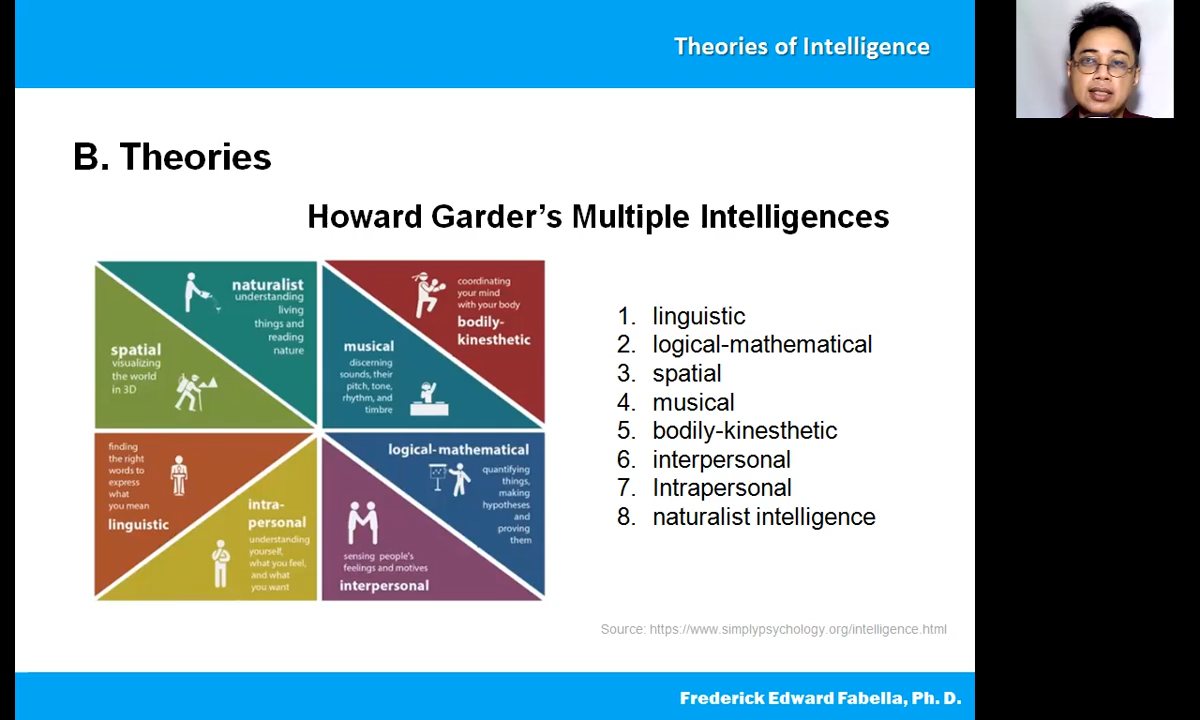 Theories of Intelligence
B. Theories
Howard Garder’s Multiple Intelligences
naturalist
understanding
living
things and
reading
nature
spatial
visualizing
the world
in 3D
coordinating
your mind
with your body
bodily-
kinesthetic
musical
discerning
sounds, their
pitch, tone,
rhythm, and
timbre
finding
the right
words to
express
what
you mean
linguistic
intra-
personal
understanding
yourself,
what you feel,
and what
you want
logical-mathematical
quantifying
things,
making
hypotheses
and
proving
them
sensing people's
feelings and motives
interpersonal
1. linguistic
2. logical-mathematical
3. spatial
4. musical
5. bodily-kinesthetic
6. interpersonal
7. Intrapersonal
8. naturalist intelligence
Source: https://www.simplypsychology.org/intelligence.html
Frederick Edward Fabella, Ph. D.